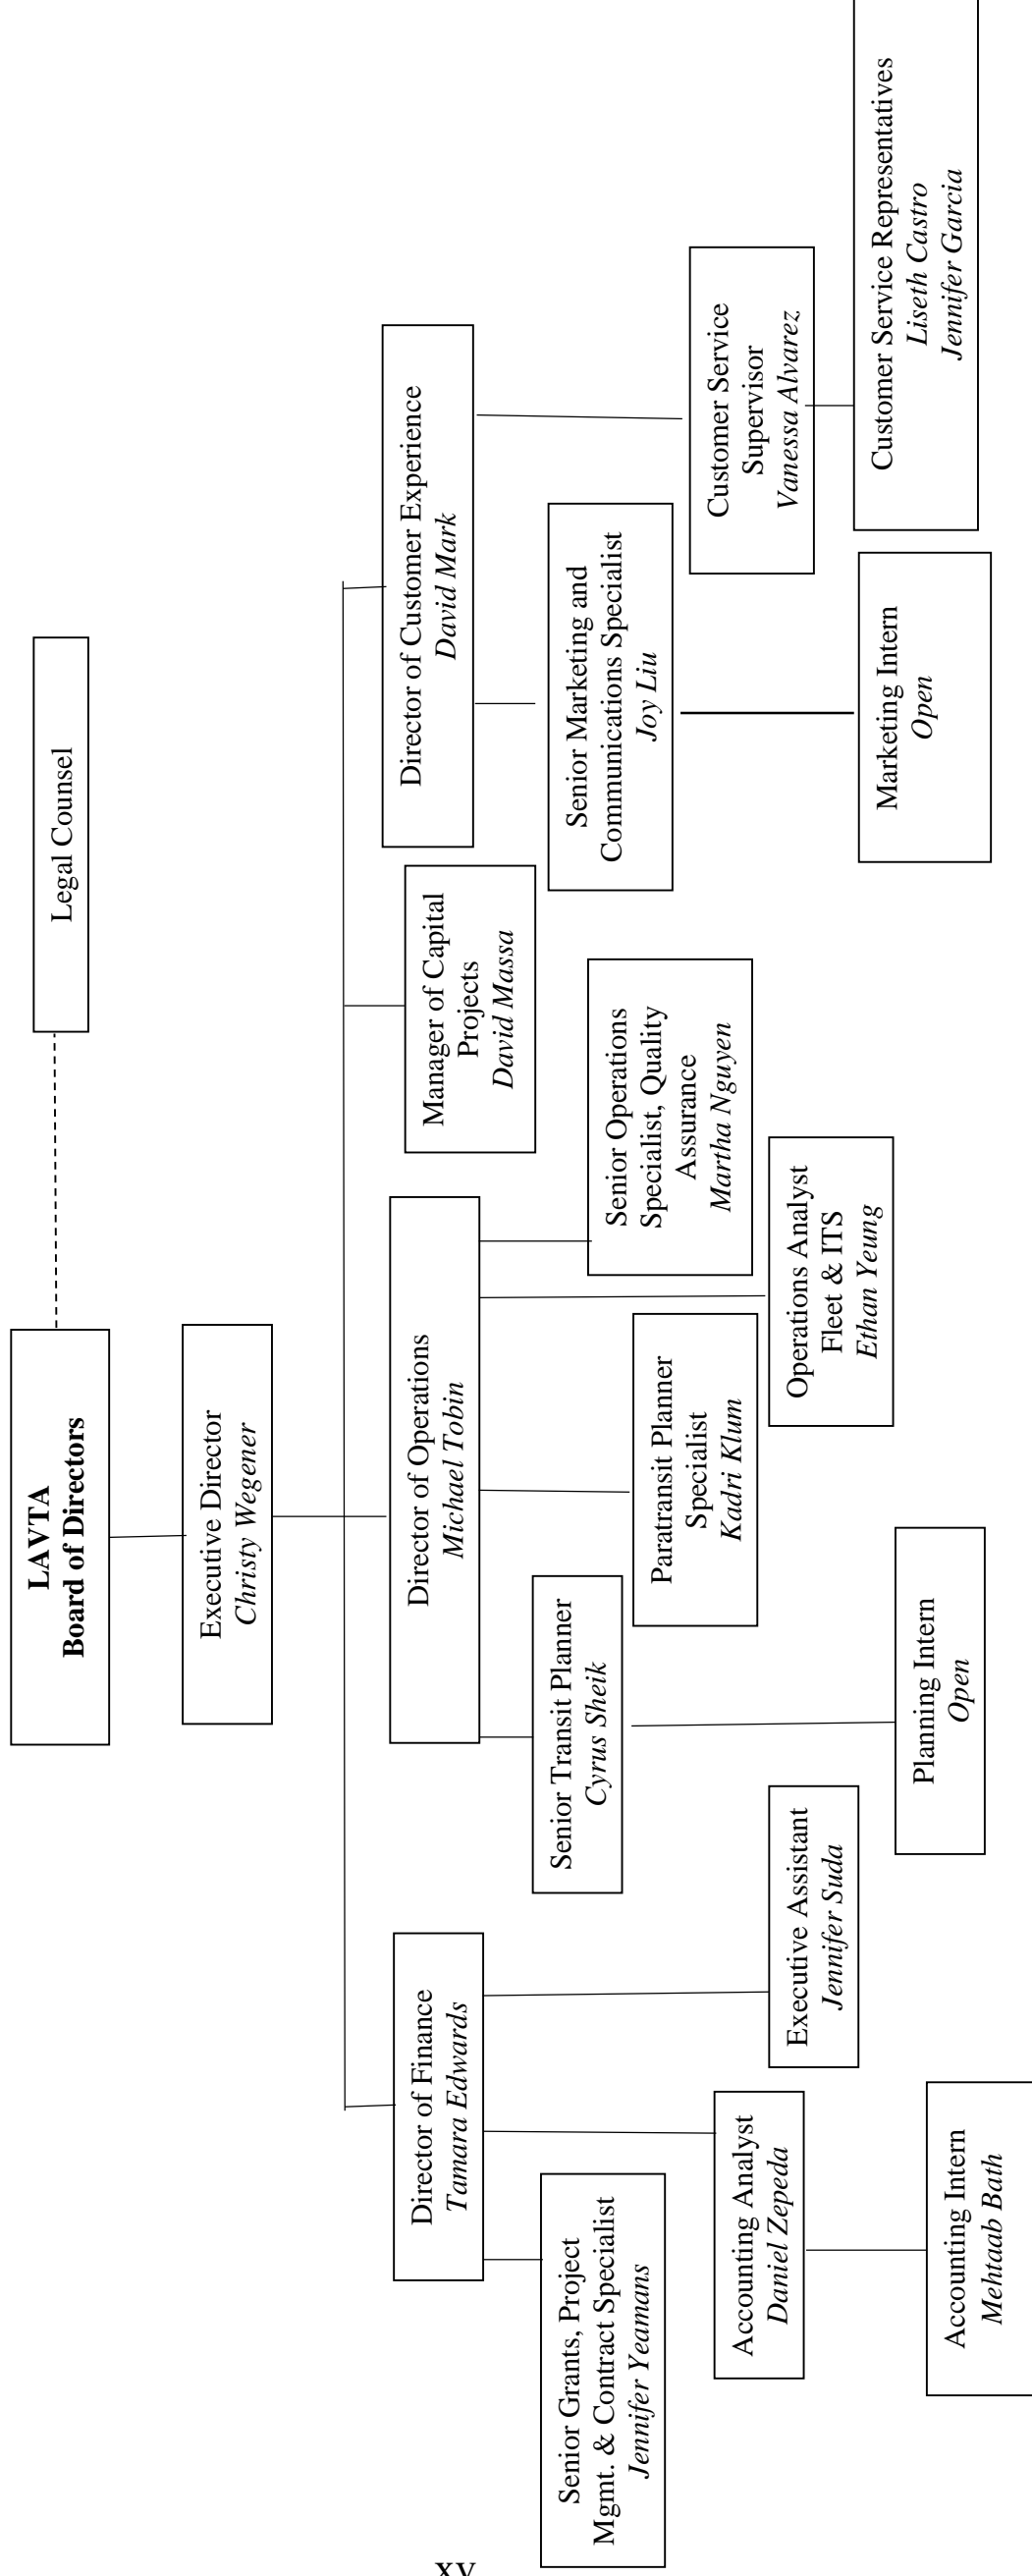 LAVTA
Board of Directors
Legal Counsel
Executive Director
Christy Wegener
Director of Finance
Tamara Edwards
Director of Operations
Michael Tobin
Manager of Capital
Projects
David Massa
Director of Customer Experience
David Mark
Senior Grants, Project
Mgmt. & Contract Specialist
Jennifer Yeamans
Accounting Analyst
Daniel Zepeda
Executive Assistant
Jennifer Suda
Accounting Intern
Mehtaab Bath
Senior Transit Planner
Cyrus Sheik
Planning Intern
Open
Paratransit Planner
Specialist
Kadri Klum
Operations Analyst
Fleet & ITS
Ethan Yeung
Senior Operations
Specialist, Quality
Assurance
Martha Nguyen
Senior Marketing and
Communications Specialist
Joy Liu
Marketing Intern
Open
Customer Service
Supervisor
Vanessa Alvarez
Customer Service Representatives
Liseth Castro
Jennifer Garcia
xv